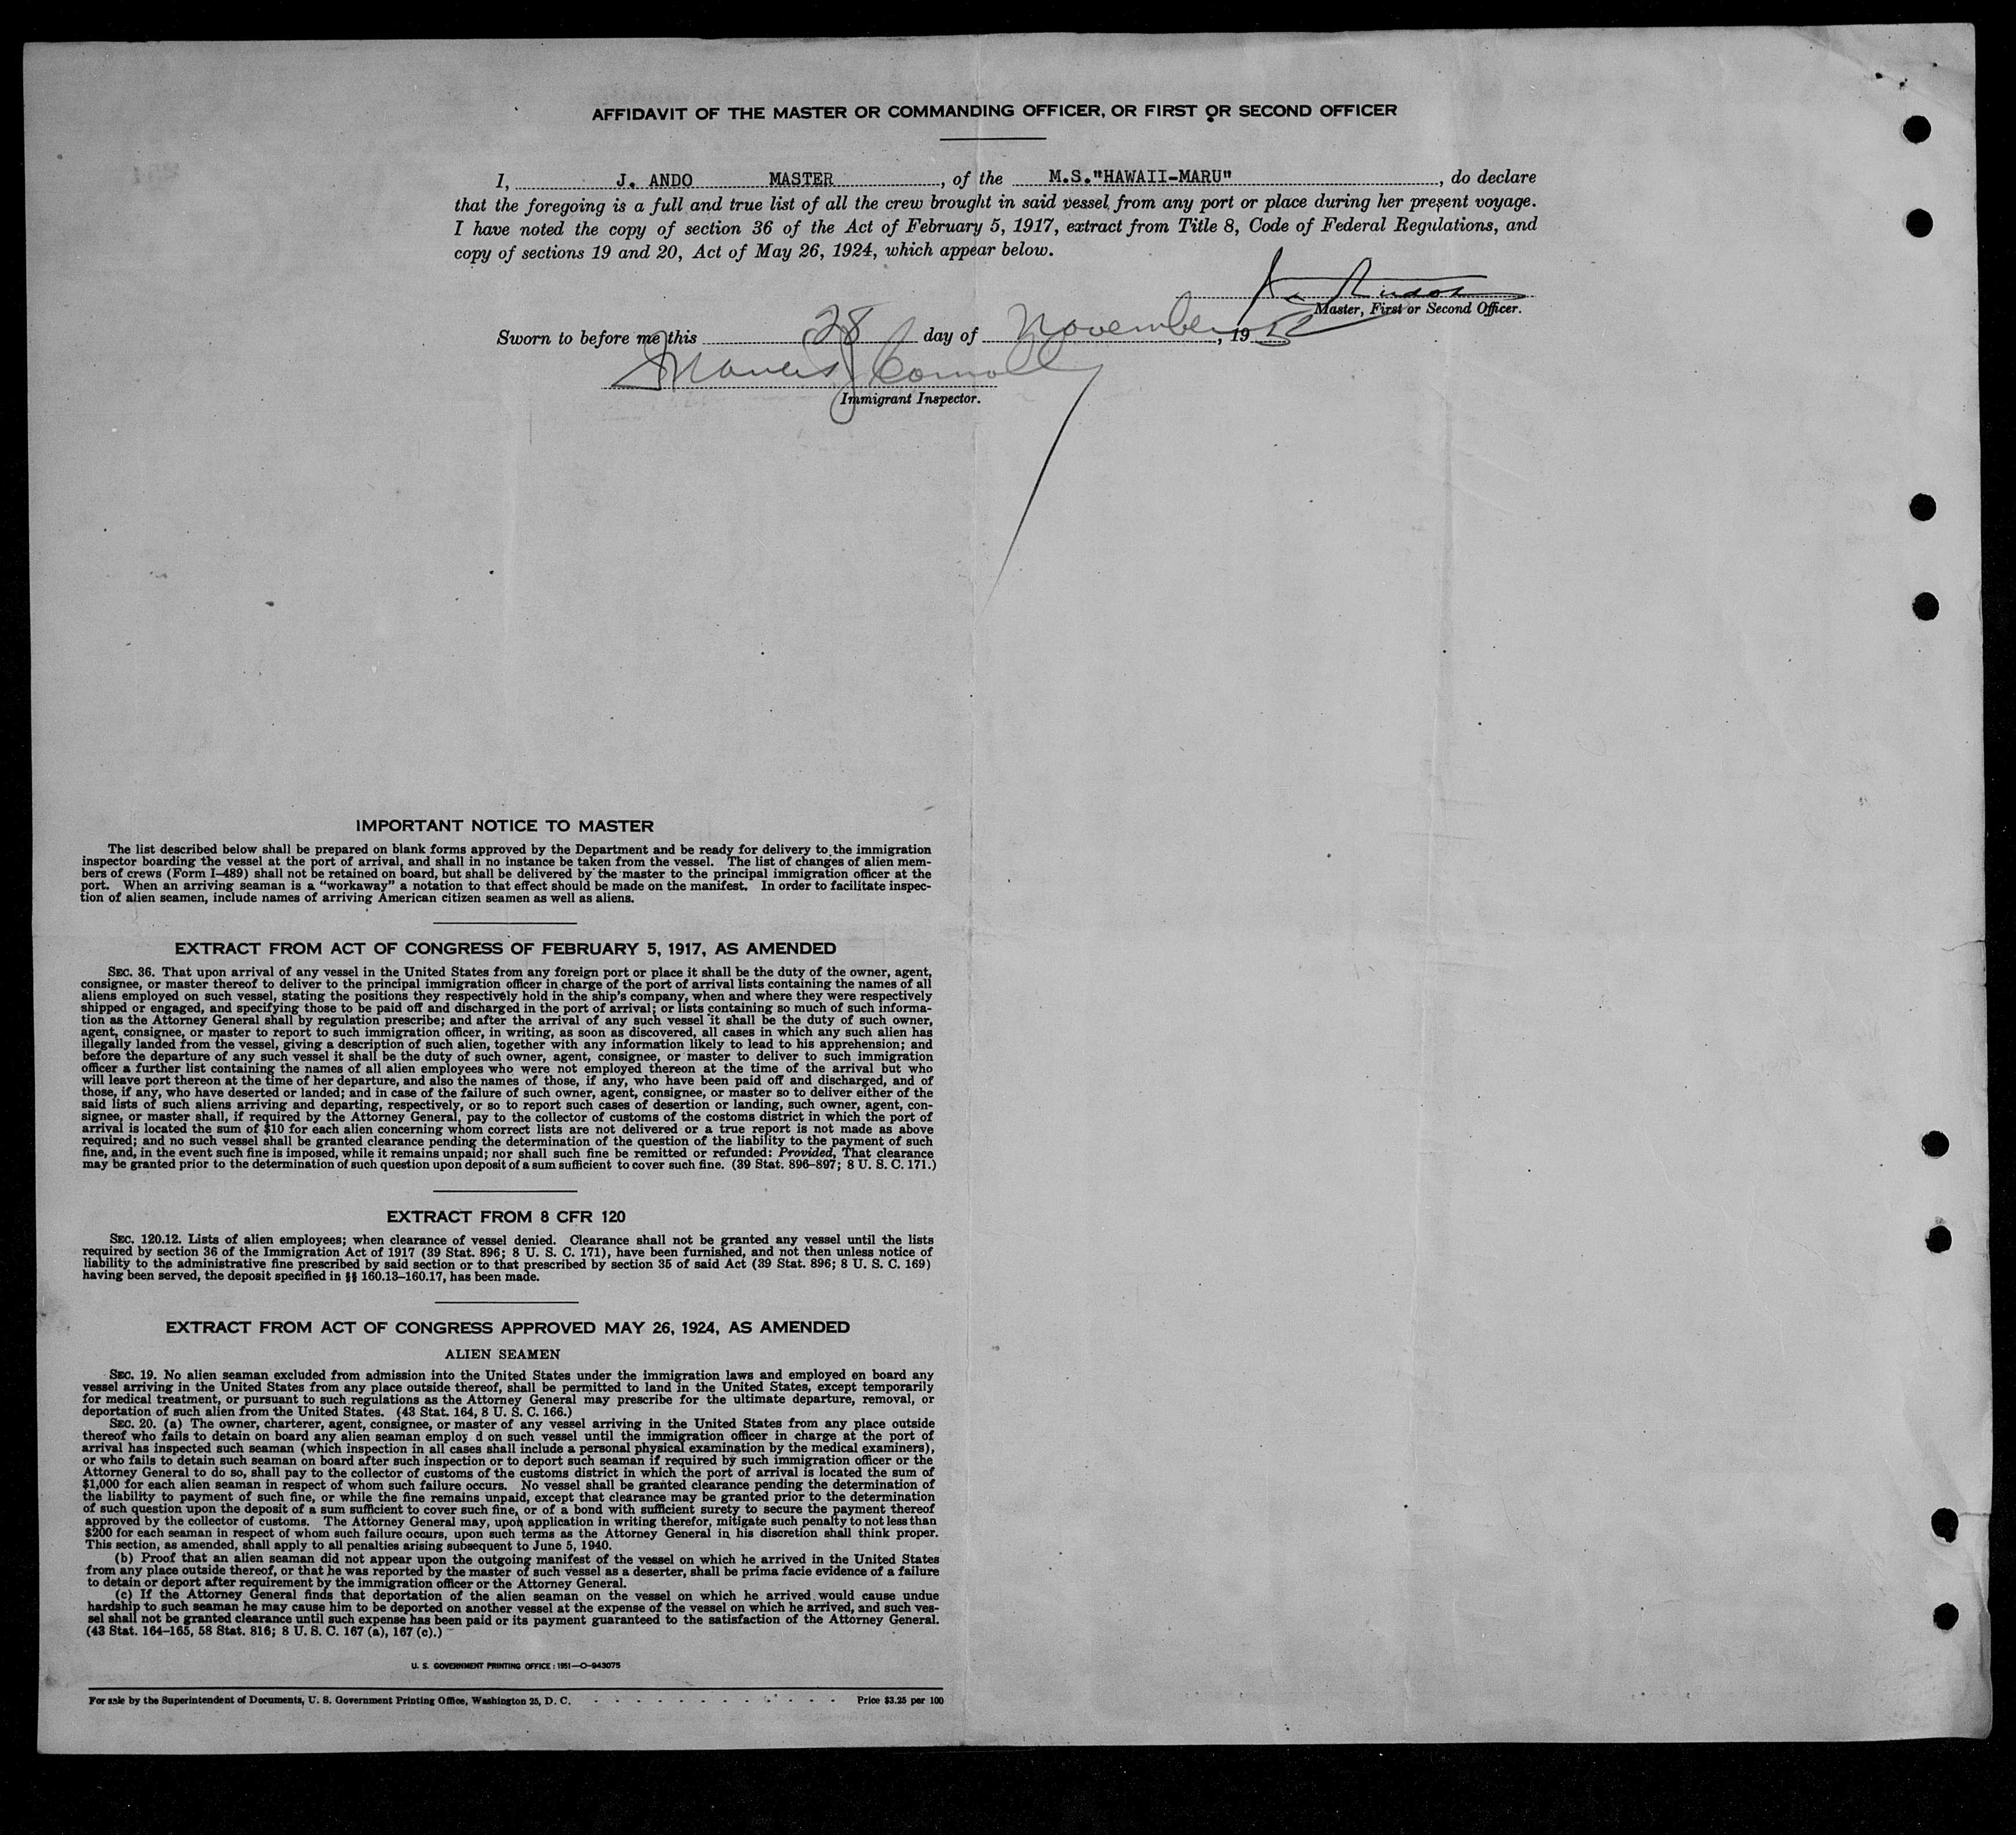 AFFIDAVIT OF THE MASTER OR COMMANDING OFFICER, OR FIRST OR SECOND OFFICER
I, J. ANDO MASTER, of the M.S."HAWAII-MARU", do declare
that the foregoing is a full and true list of all the crew brought in said vessel from any port or place during her present voyage.
I have noted the copy of section 36 of the Act of February 5, 1917, extract from Title 8, Code of Federal Regulations, and
copy of sections 19 and 20, Act of May 26, 1924, which appear below.
Master, First or Second Officer.
Sworn to before me this 28 day of November, 1952
Immigrant Inspector.
IMPORTANT NOTICE TO MASTER
The list described below shall be prepared on blank forms approved by the Department and be ready for delivery to the immigration
inspector boarding the vessel at the port of arrival, and shall in no instance be taken from the vessel. The list of changes of alien mem-
bers of crews (Form I–489) shall not be retained on board, but shall be delivered by the master to the principal immigration officer at the
port. When an arriving seaman is a “workaway” a notation to that effect should be made on the manifest. In order to facilitate inspec-
tion of alien seamen, include names of arriving American citizen seamen as well as aliens.
EXTRACT FROM ACT OF CONGRESS OF FEBRUARY 5, 1917, AS AMENDED
SEC. 36. That upon arrival of any vessel in the United States from any foreign port or place it shall be the duty of the owner, agent,
consignee, or master thereof to deliver to the principal immigration officer in charge of the port of arrival lists containing the names of all
aliens employed on such vessel, stating the positions they respectively hold in the ship's company, when and where they were respectively
shipped or engaged, and specifying those to be paid off and discharged in the port of arrival; or lists containing so much of such informa-
tion as the Attorney General shall by regulation prescribe; and after the arrival of any such vessel it shall be the duty of such owner,
agent, consignee, or master to report to such immigration officer, in writing, as soon as discovered, all cases in which any such alien has
illegally landed from the vessel, giving a description of such alien, together with any information likely to lead to his apprehension; and
before the departure of any such vessel it shall be the duty of such owner, agent, consignee, or master to deliver to such immigration
officer a further list containing the names of all alien employees who were not employed thereon at the time of the arrival but who
will leave port thereon at the time of her departure, and also the names of those, if any, who have been paid off and discharged, and of
those, if any, who have deserted or landed; and in case of the failure of such owner, agent, consignee, or master so to deliver either of the
said lists of such aliens arriving and departing, respectively, or so to report such cases of desertion or landing, such owner, agent, con-
signee, or master shall, if required by the Attorney General, pay to the collector of customs of the costoms district in which the port of
arrival is located the sum of $10 for each alien concerning whom correct lists are not delivered or a true report is not made as above
required; and no such vessel shall be granted clearance pending the determination of the question of the liability to the payment of such
fine, and, in the event such fine is imposed, while it remains unpaid; nor shall such fine be remitted or refunded: Provided, That clearance
may be granted prior to the determination of such question upon deposit of a sum sufficient to cover such fine. (39 Stat. 896–897; 8 U. S. C. 171.)
EXTRACT FROM 8 CFR 120
SEC. 120.12. Lists of alien employees; when clearance of vessel denied. Clearance shall not be granted any vessel until the lists
required by section 36 of the Immigration Act of 1917 (39 Stat. 896; 8 U. S. C. 171), have been furnished, and not then unless notice of
liability to the administrative fine prescribed by said section or to that prescribed by section 35 of said Act (39 Stat. 896; 8 U. S. C. 169)
having been served, the deposit specified in §§ 160.13–160.17, has been made.
EXTRACT FROM ACT OF CONGRESS APPROVED MAY 26, 1924, AS AMENDED
ALIEN SEAMEN
SEC. 19. No alien seaman excluded from admission into the United States under the immigration laws and employed on board any
vessel arriving in the United States from any place outside thereof, shall be permitted to land in the United States, except temporarily
for medical treatment, or pursuant to such regulations as the Attorney General may prescribe for the ultimate departure, removal, or
deportation of such alien from the United States. (43 Stat. 164, 8 U. S. C. 166.)
SEC. 20. (a) The owner, charterer, agent, consignee, or master of any vessel arriving in the United States from any place outside
thereof who fails to detain on board any alien seaman employ d on such vessel until the immigration officer in charge at the port of
arrival has inspected such seaman (which inspection in all cases shall include a personal physical examination by the medical examiners),
or who fails to detain such seaman on board after such inspection or to deport such seaman if required by such immigration officer or the
Attorney General to do so, shall pay to the collector of customs of the customs district in which the port of arrival is located the sum of
$1,000 for each alien seaman in respect of whom such failure occurs. No vessel shall be granted clearance pending the determination of
the liability to payment of such fine, or while the fine remains unpaid, except that clearance may be granted prior to the determination
of such question upon the deposit of a sum sufficient to cover such fine, or of a bond with sufficient surety to secure the payment thereof
approved by the collector of customs. The Attorney General may, upon application in writing therefor, mitigate such penalty to not less than
$200 for each seaman in respect of whom such failure occurs, upon such terms as the Attorney General in his discretion shall think proper.
This section, as amended, shall apply to all penalties arising subsequent to June 5, 1940.
(b) Proof that an alien seaman did not appear upon the outgoing manifest of the vessel on which he arrived in the United States
from any place outside thereof, or that he was reported by the master of such vessel as a deserter, shall be prima facie evidence of a failure
to detain or deport after requirement by the immigration officer or the Attorney General.
(c) If the Attorney General finds that deportation of the alien seaman on the vessel on which he arrived would cause undue
hardship to such seaman he may cause him to be deported on another vessel at the expense of the vessel on which he arrived, and such ves-
sel shall not be granted clearance until such expense has been paid or its payment guaranteed to the satisfaction of the Attorney General.
(43 Stat. 164–165, 58 Stat. 816; 8 U. S. C. 167 (a), 167 (c).)
U. S. GOVERNMENT PRINTING OFFICE : 1951—O-943075
For sale by the Superintendent of Documents, U. S. Government Printing Office, Washington 25, D. C. - - - - - - - - - - - - Price $3.25 per 100